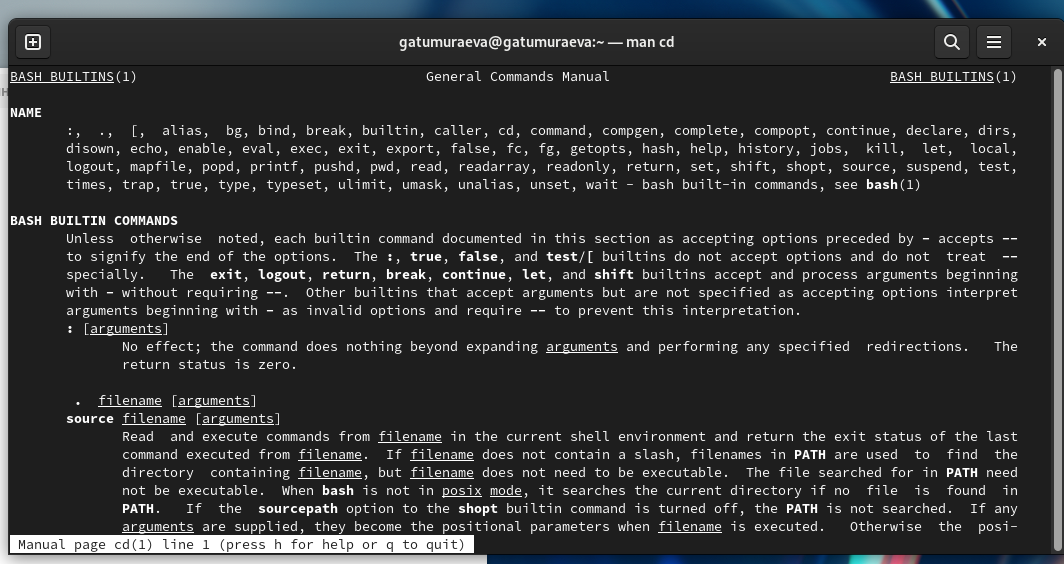 gatumuraeva@gatumuraeva:~ — man cd
BASH BUILTINS(1) General Commands Manual BASH BUILTINS(1)
NAME
:, ., [, alias, bg, bind, break, builtin, caller, cd, command, compgen, complete, compopt, continue, declare, dirs,
disown, echo, enable, eval, exec, exit, export, false, fc, fg, getopts, hash, help, history, jobs, kill, let, local,
logout, mapfile, popd, printf, pushd, pwd, read, readarray, readonly, return, set, shift, shopt, source, suspend, test,
times, trap, true, type, typeset, ulimit, umask, unalias, unset, wait - bash built-in commands, see bash(1)
BASH BUILTIN COMMANDS
Unless otherwise noted, each builtin command documented in this section as accepting options preceded by - accepts --
to signify the end of the options. The :, true, false, and test/[ builtins do not accept options and do not treat --
specially. The exit, logout, return, break, continue, let, and shift builtins accept and process arguments beginning
with - without requiring --. Other builtins that accept arguments but are not specified as accepting options interpret
arguments beginning with - as invalid options and require -- to prevent this interpretation.
: [arguments]
No effect; the command does nothing beyond expanding arguments and performing any specified redirections. The
return status is zero.
. filename [arguments]
source filename [arguments]
Read and execute commands from filename in the current shell environment and return the exit status of the last
command executed from filename. If filename does not contain a slash, filenames in PATH are used to find the
directory containing filename, but filename does not need to be executable. The file searched for in PATH need
not be executable. When bash is not in posix mode, it searches the current directory if no file is found in
PATH. If the sourcepath option to the shopt builtin command is turned off, the PATH is not searched. If any
arguments are supplied, they become the positional parameters when filename is executed. Otherwise the posi-
Manual page cd(1) line 1 (press h for help or q to quit)